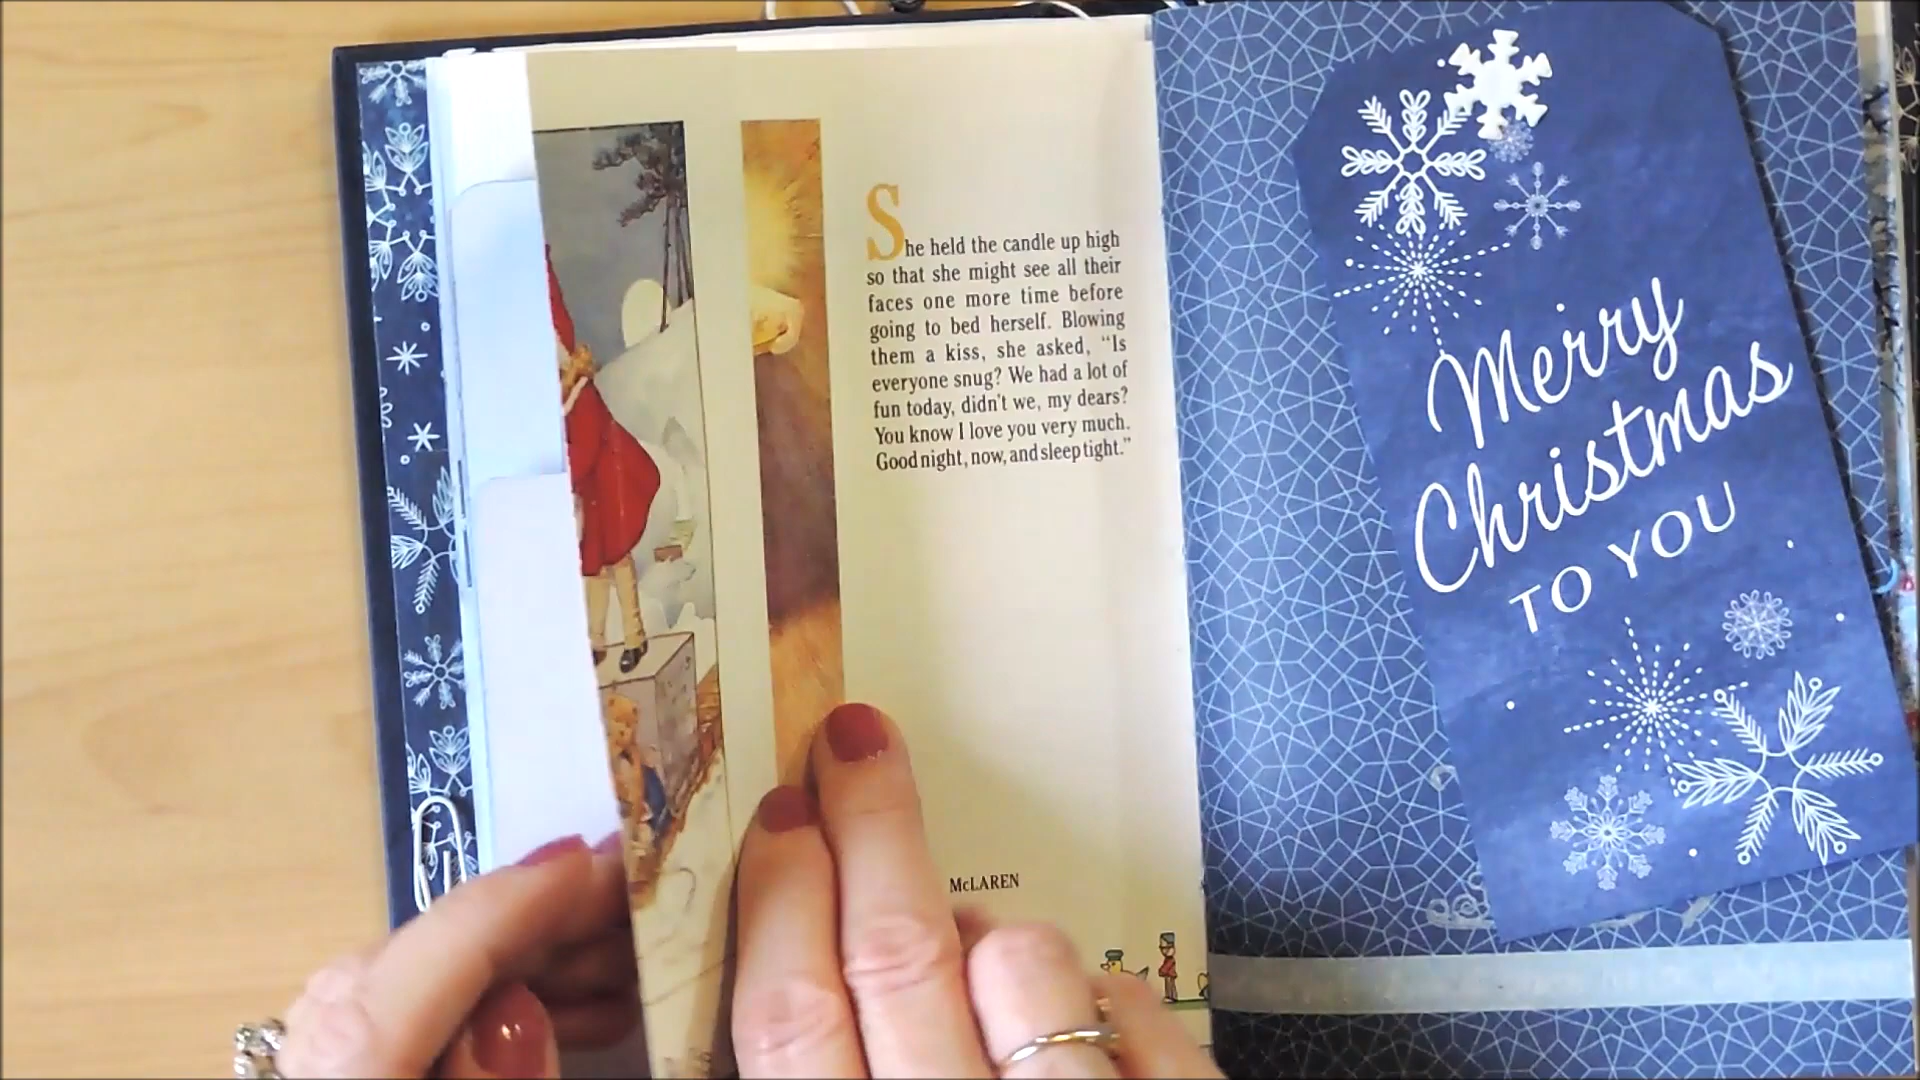 She held the candle up high
so that she might see all their
faces one more time before
going to bed herself. Blowing
them a kiss, she asked, “Is
everyone snug? We had a lot of
fun today, didn't we, my dears?
You know I love you very much.
Good night, now, and sleep tight.”
McLAREN
Merry
Christmas
TO YOU